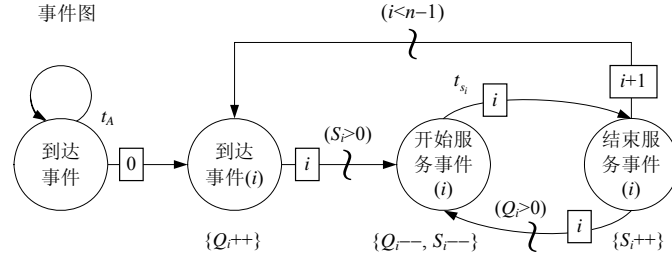 事件图
(i<n−1)
i+1
t_A
t_{s_i}
i
到达
事件
0
到达
事件(i)
i
(S_i>0)
开始服
务事件
(i)
结束服
务事件
(i)
(Q_i>0)
i
{Q_i++}
{Q_i−−, S_i−−}
{S_i++}